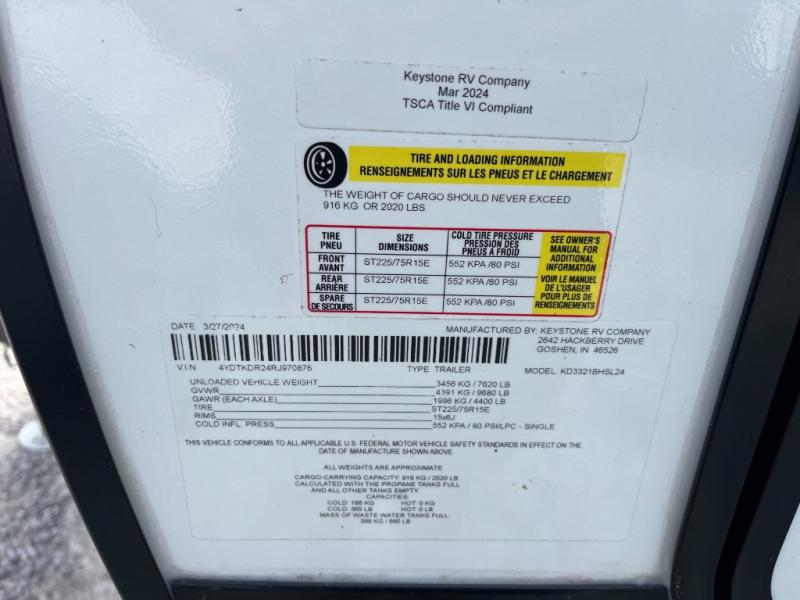 Keystone RV Company
Mar 2024
TSCA Title VI Compliant
TIRE AND LOADING INFORMATION
RENSEIGNEMENTS SUR LES PNEUS ET LE CHARGEMENT
THE WEIGHT OF CARGO SHOULD NEVER EXCEED
916 KG OR 2020 LBS.
TIRE PNEU SIZE DIMENSIONS COLD TIRE PRESSURE PRESSION DES PNEUS A FROID
FRONT AVANT ST225/75R15E 552 KPA /80 PSI
REAR ARRIÈRE ST225/75R15E 552 KPA /80 PSI
SPARE DE SECOURS ST225/75R15E 552 KPA /80 PSI
SEE OWNER'S
MANUAL FOR
ADDITIONAL
INFORMATION
VOIR LE MANUEL
DE L'USAGER
POUR PLUS DE
RENSEIGNEMENTS
DATE 3/27/2024 MANUFACTURED BY: KEYSTONE RV COMPANY
2642 HACKBERRY DRIVE
GOSHEN, IN 46526
V.I.N. 4YDTKDR24RJ970876 TYPE: TRAILER MODEL: KD3321BHSL24
UNLOADED VEHICLE WEIGHT 3456 KG / 7620 LB
GVWR 4391 KG / 9680 LB
GAWR (EACH AXLE) 1996 KG / 4400 LB
TIRE ST225/75R15E
RIMS 15x6J
COLD INFL. PRESS 552 KPA / 80 PSI/LPC - SINGLE
THIS VEHICLE CONFORMS TO ALL APPLICABLE U.S. FEDERAL MOTOR VEHICLE SAFETY STANDARDS IN EFFECT ON THE
DATE OF MANUFACTURE SHOWN ABOVE.
ALL WEIGHTS ARE APPROXIMATE.
CARGO-CARRYING CAPACITY: 916 KG / 2020 LB
CALCULATED WITH THE PROPANE TANKS FULL
AND ALL OTHER TANKS EMPTY.
CAPACITIES:
COLD: 166 KG HOT: 0 KG
COLD: 365 LB HOT: 0 LB
MASS OF WASTE WATER TANKS FULL:
399 KG / 880 LB